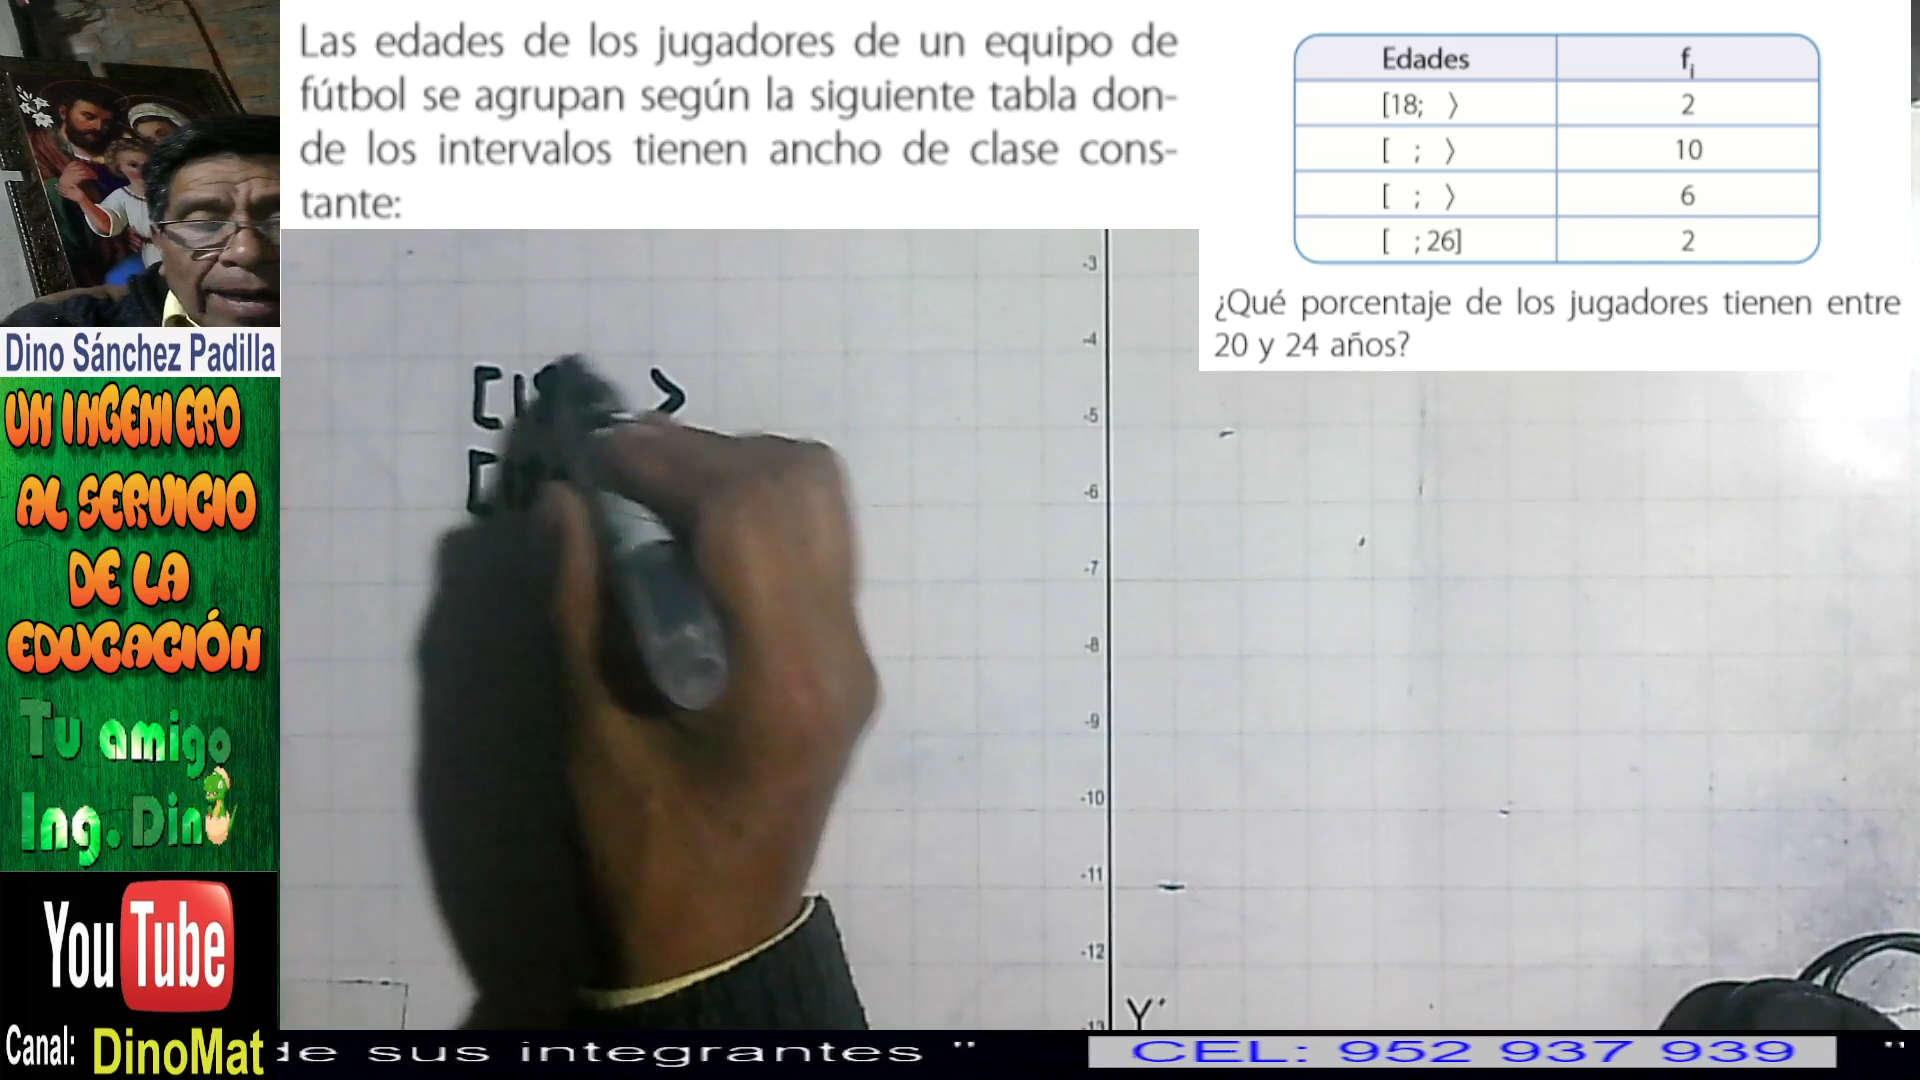 Las edades de los jugadores de un equipo de
fútbol se agrupan según la siguiente tabla don-
de los intervalos tienen ancho de clase cons-
tante:
Edades fi
[18; ⟩ 2
[ ; ⟩ 10
[ ; ⟩ 6
[ ; 26] 2
¿Qué porcentaje de los jugadores tienen entre
20 y 24 años?
Dino Sánchez Padilla
UN INGENIERO
AL SERVICIO
DE LA
EDUCACIÓN
Tu amigo
Ing. Dino
YouTube
Canal: DinoMat
-3
-4
-5
-6
-7
-8
-9
-10
-11
-12
-13
Y´
de sus integrantes "
CEL: 952 937 939 "